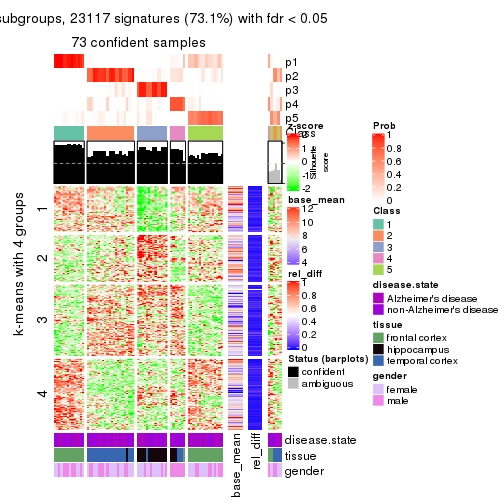 subgroups, 23117 signatures (73.1%) with fdr < 0.05
73 confident samples
p1
p2
p3
p4
p5
Class
Silhouette
score
1
2
3
4
k-means with 4 groups
base_mean
rel_diff
disease.state
tissue
gender
z-score
2
1
0
-1
-2
base_mean
12
10
8
6
4
rel_diff
1
0.8
0.6
0.4
0.2
0
Status (barplots)
confident
ambiguous
Prob
1
0.8
0.6
0.4
0.2
0
Class
1
2
3
4
5
disease.state
Alzheimer's disease
non-Alzheimer's disease
tissue
frontal cortex
hippocampus
temporal cortex
gender
female
male